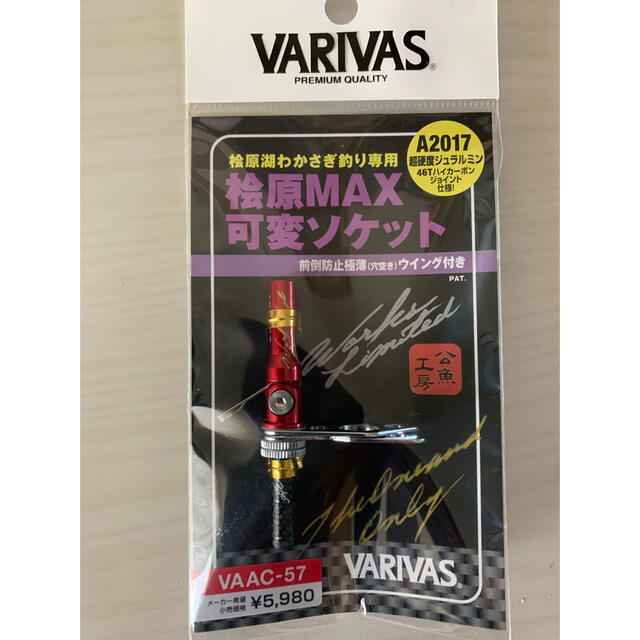 VARIVAS®
PREMIUM QUALITY
A2017
超硬度ジュラルミン
46Tハイカーボン
ジョイント
仕様!
桧原湖わかさぎ釣り専用
桧原MAX
可変ソケット
前倒防止極薄(穴空き)ウイング付き
PAT.
Works
Limited
公魚
工房
The One and
Only
VAAC-57
メーカー希望
小売価格 ¥5,980
VARIVAS®